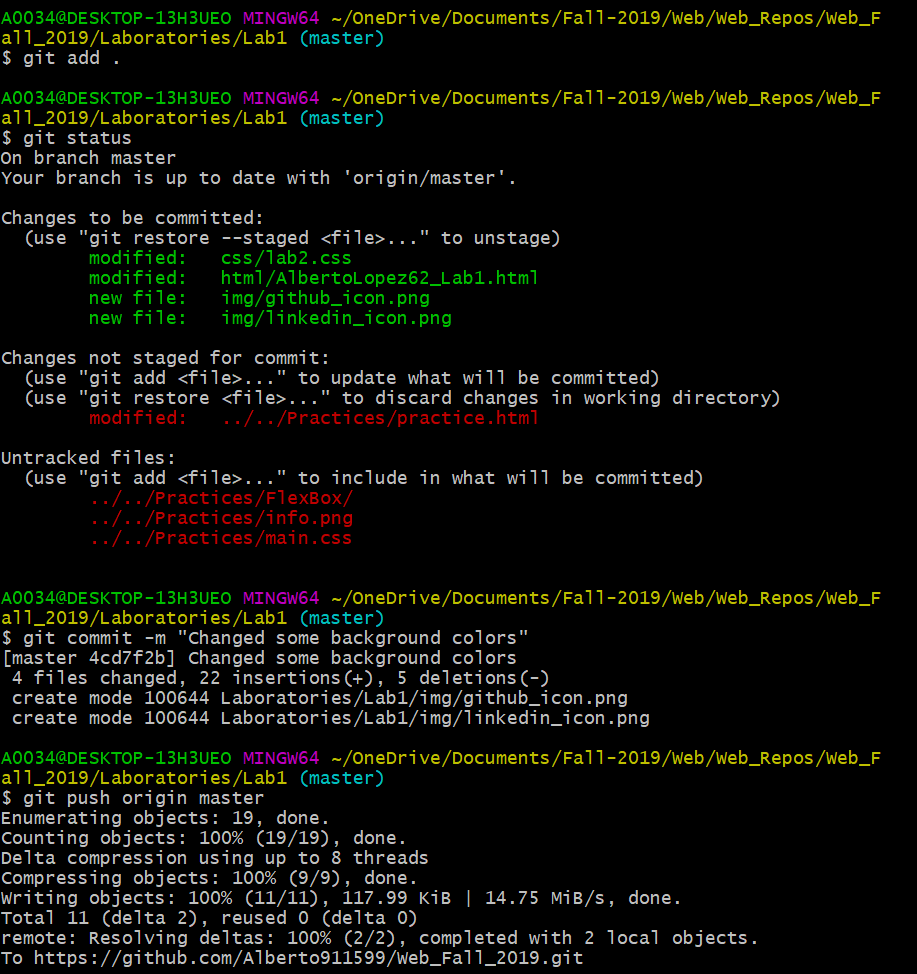 A0034@DESKTOP-13H3UEO MINGW64 ~/OneDrive/Documents/Fall-2019/Web/Web_Repos/Web_F
all_2019/Laboratories/Lab1 (master)
$ git add .
A0034@DESKTOP-13H3UEO MINGW64 ~/OneDrive/Documents/Fall-2019/Web/Web_Repos/Web_F
all_2019/Laboratories/Lab1 (master)
$ git status
On branch master
Your branch is up to date with 'origin/master'.
Changes to be committed:
  (use "git restore --staged <file>..." to unstage)
        modified:   css/lab2.css
        modified:   html/AlbertoLopez62_Lab1.html
        new file:   img/github_icon.png
        new file:   img/linkedin_icon.png
Changes not staged for commit:
  (use "git add <file>..." to update what will be committed)
  (use "git restore <file>..." to discard changes in working directory)
        modified:   ../../Practices/practice.html
Untracked files:
  (use "git add <file>..." to include in what will be committed)
        ../../Practices/FlexBox/
        ../../Practices/info.png
        ../../Practices/main.css
A0034@DESKTOP-13H3UEO MINGW64 ~/OneDrive/Documents/Fall-2019/Web/Web_Repos/Web_F
all_2019/Laboratories/Lab1 (master)
$ git commit -m "Changed some background colors"
[master 4cd7f2b] Changed some background colors
 4 files changed, 22 insertions(+), 5 deletions(-)
 create mode 100644 Laboratories/Lab1/img/github_icon.png
 create mode 100644 Laboratories/Lab1/img/linkedin_icon.png
A0034@DESKTOP-13H3UEO MINGW64 ~/OneDrive/Documents/Fall-2019/Web/Web_Repos/Web_F
all_2019/Laboratories/Lab1 (master)
$ git push origin master
Enumerating objects: 19, done.
Counting objects: 100% (19/19), done.
Delta compression using up to 8 threads
Compressing objects: 100% (9/9), done.
Writing objects: 100% (11/11), 117.99 KiB | 14.75 MiB/s, done.
Total 11 (delta 2), reused 0 (delta 0)
remote: Resolving deltas: 100% (2/2), completed with 2 local objects.
To https://github.com/Alberto911599/Web_Fall_2019.git